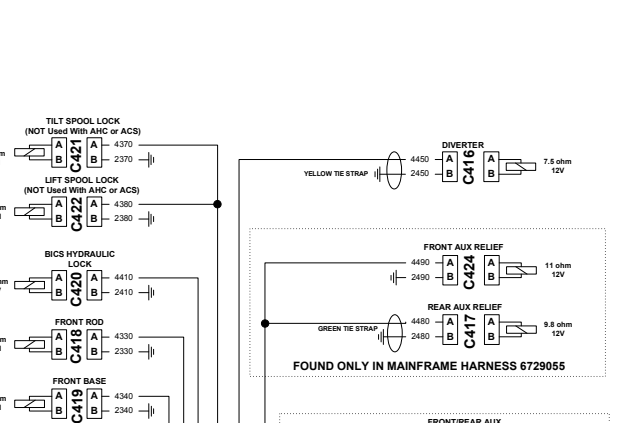 TILT SPOOL LOCK
(NOT Used With AHC or ACS)
A
B
C421
A
B
4370
2370
LIFT SPOOL LOCK
(NOT Used With AHC or ACS)
A
B
C422
A
B
4380
2380
BICS HYDRAULIC
LOCK
A
B
C420
A
B
4410
2410
FRONT ROD
A
B
C418
A
B
4330
2330
FRONT BASE
A
B
C419
A
B
4340
2340
DIVERTER
YELLOW TIE STRAP
4450
2450
A
B
C416
A
B
7.5 ohm
12V
FRONT AUX RELIEF
4490
2490
A
B
C424
A
B
11 ohm
12V
REAR AUX RELIEF
GREEN TIE STRAP
4480
2480
A
B
C417
A
B
9.8 ohm
12V
FOUND ONLY IN MAINFRAME HARNESS 6729055
FRONT/REAR AUX